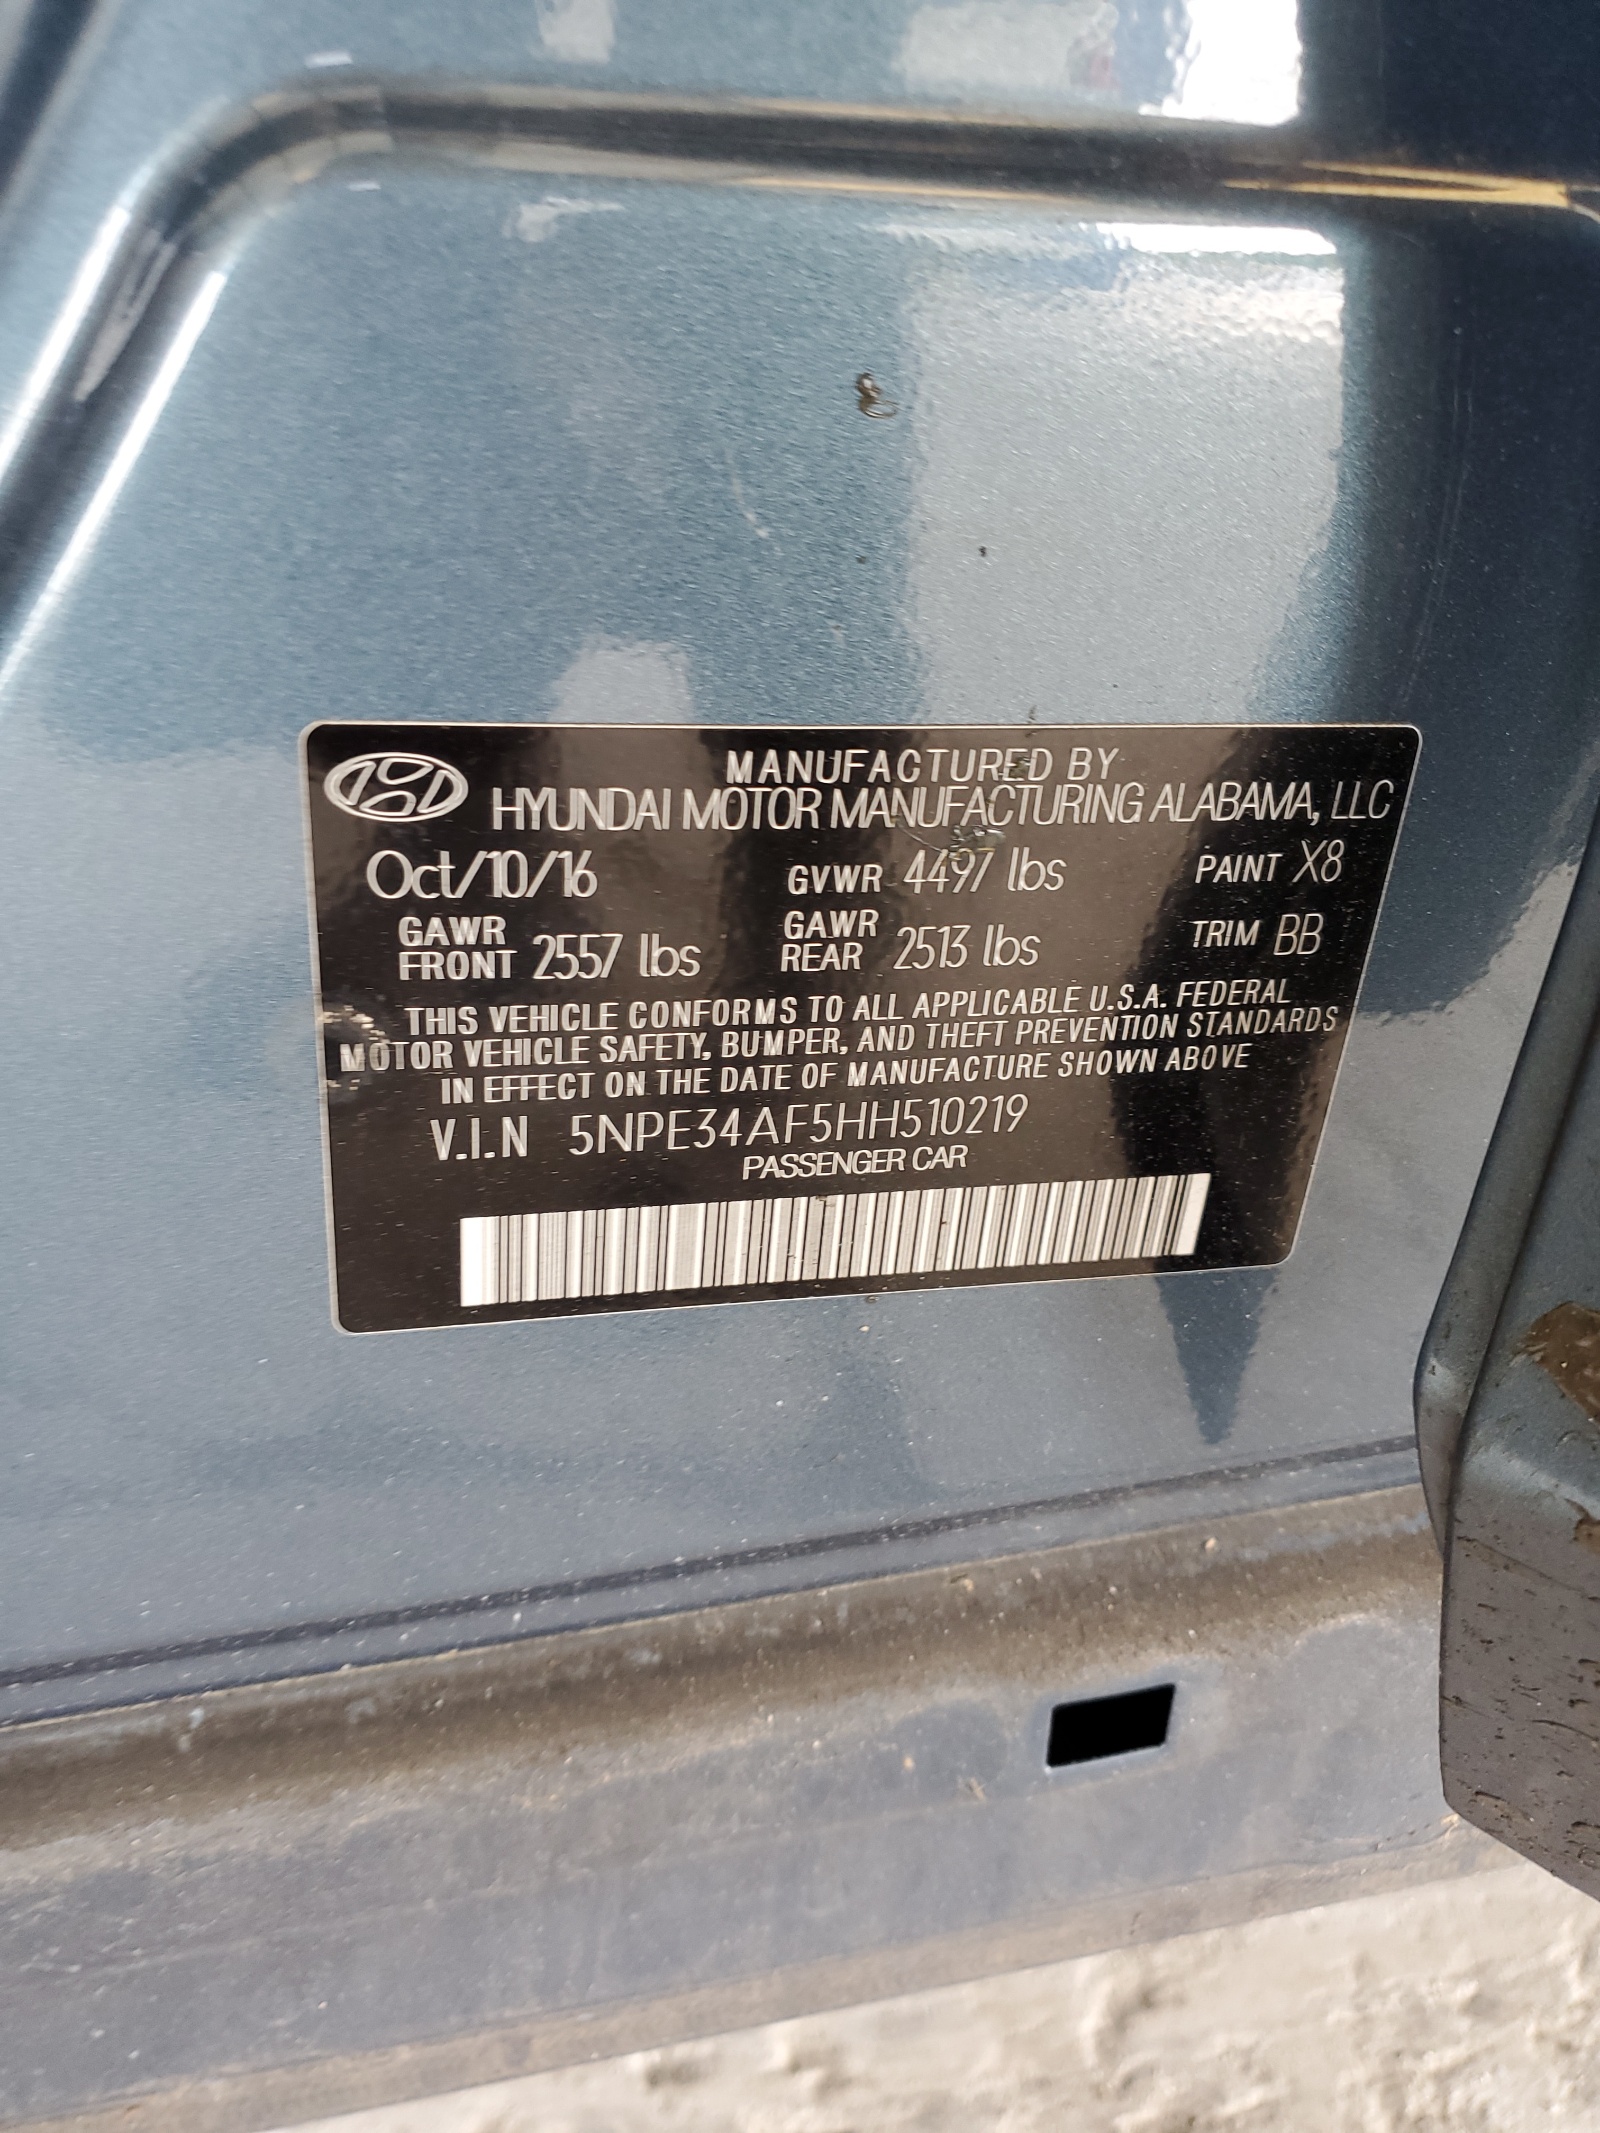 MANUFACTURED BY
HYUNDAI MOTOR MANUFACTURING ALABAMA, LLC
Oct/10/16 GVWR 4497 lbs PAINT X8
GAWR FRONT 2557 lbs GAWR REAR 2513 lbs TRIM BB
THIS VEHICLE CONFORMS TO ALL APPLICABLE U.S.A. FEDERAL
MOTOR VEHICLE SAFETY, BUMPER, AND THEFT PREVENTION STANDARDS
IN EFFECT ON THE DATE OF MANUFACTURE SHOWN ABOVE
V.I.N 5NPE34AF5HH510219
PASSENGER CAR